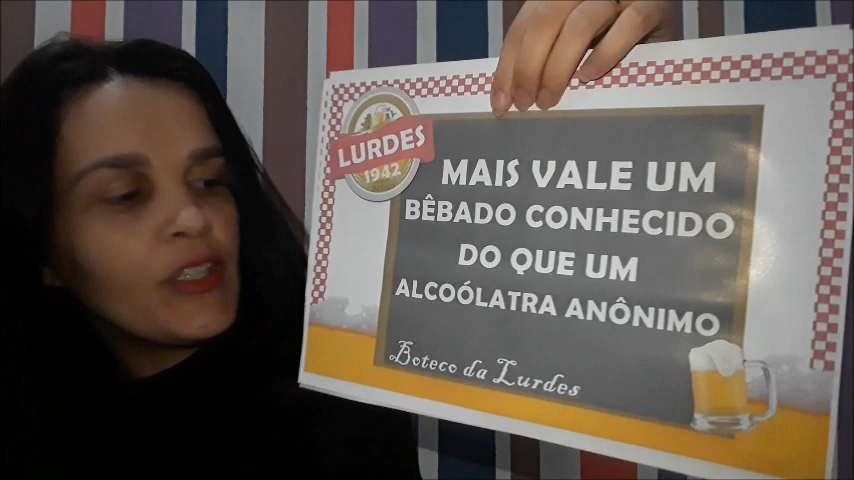 LURDES
1942
MAIS VALE UM
BÊBADO CONHECIDO
DO QUE UM
ALCOÓLATRA ANÔNIMO
Boteco da Lurdes